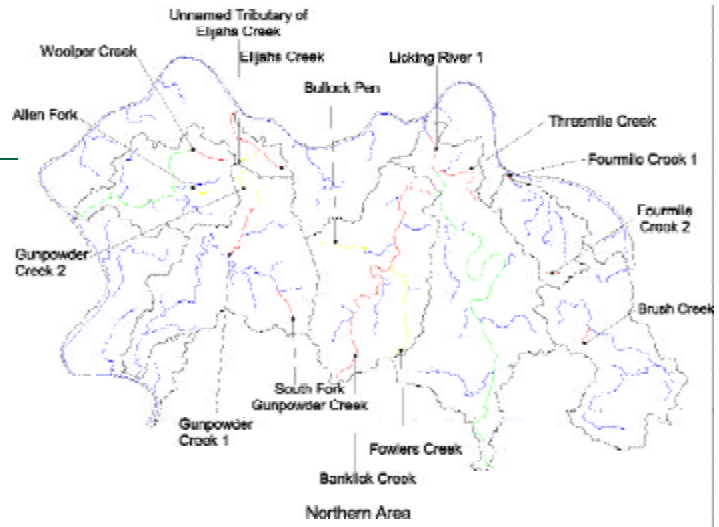 Unnamed Tributary of
Elijahs Creek
Woolper Creek
Elijahs Creek
Licking River 1
Bullock Pen
Allen Fork
Threemile Creek
Fourmile Creek 1
Fourmile
Creek 2
Gunpowder
Creek 2
Brush Creek
South Fork
Gunpowder Creek
Gunpowder
Creek 1
Fowlers Creek
Banklick Creek
Northern Area